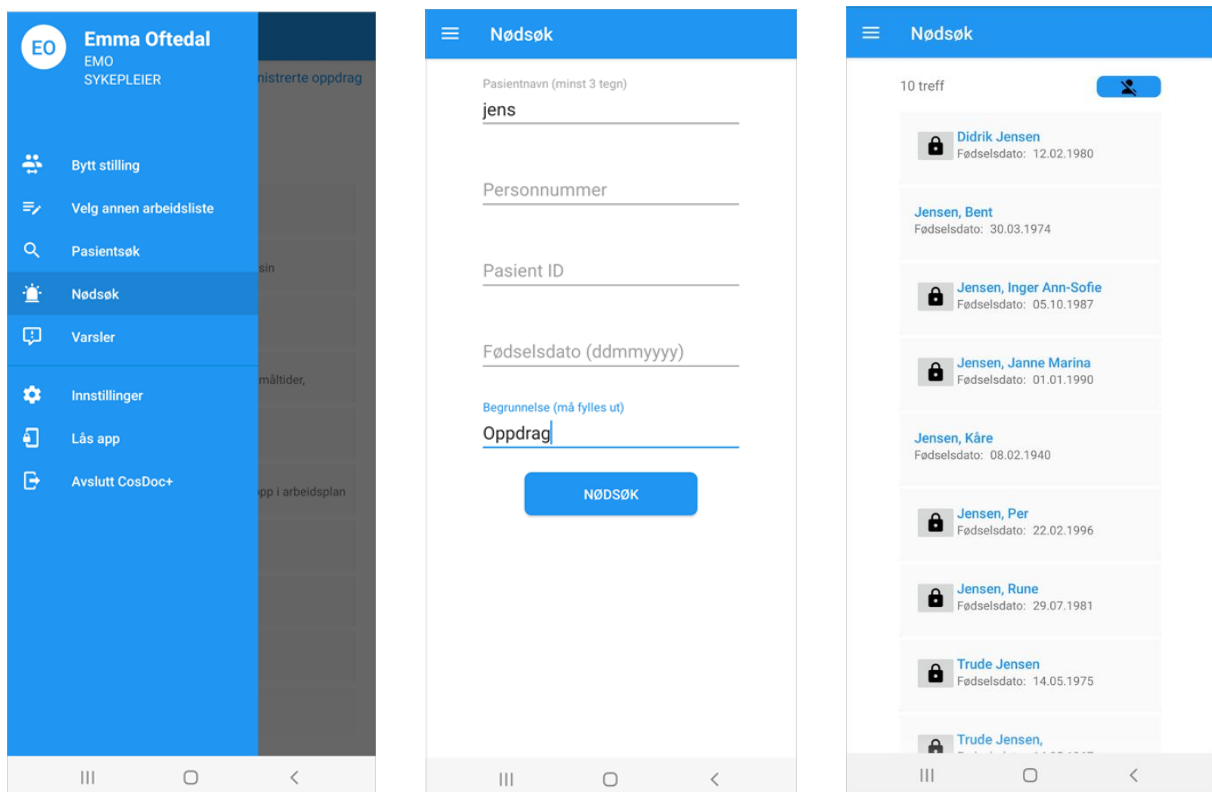 EO
Emma Oftedal
EMO
SYKEPLEIER
nistrerte oppdrag
Bytt stilling
Velg annen arbeidsliste
Pasientsøk
sin
Nødsøk
Varsler
måltider,
Innstillinger
Lås app
Avslutt CosDoc+
opp i arbeidsplan
Nødsøk
Pasientnavn (minst 3 tegn)
jens
Personnummer
Pasient ID
Fødselsdato (ddmmyyyy)
Begrunnelse (må fylles ut)
Oppdrag
NØDSØK
Nødsøk
10 treff
Didrik Jensen
Fødselsdato: 12.02.1980
Jensen, Bent
Fødselsdato: 30.03.1974
Jensen, Inger Ann-Sofie
Fødselsdato: 05.10.1987
Jensen, Janne Marina
Fødselsdato: 01.01.1990
Jensen, Kåre
Fødselsdato: 08.02.1940
Jensen, Per
Fødselsdato: 22.02.1996
Jensen, Rune
Fødselsdato: 29.07.1981
Trude Jensen
Fødselsdato: 14.05.1975
Trude Jensen,